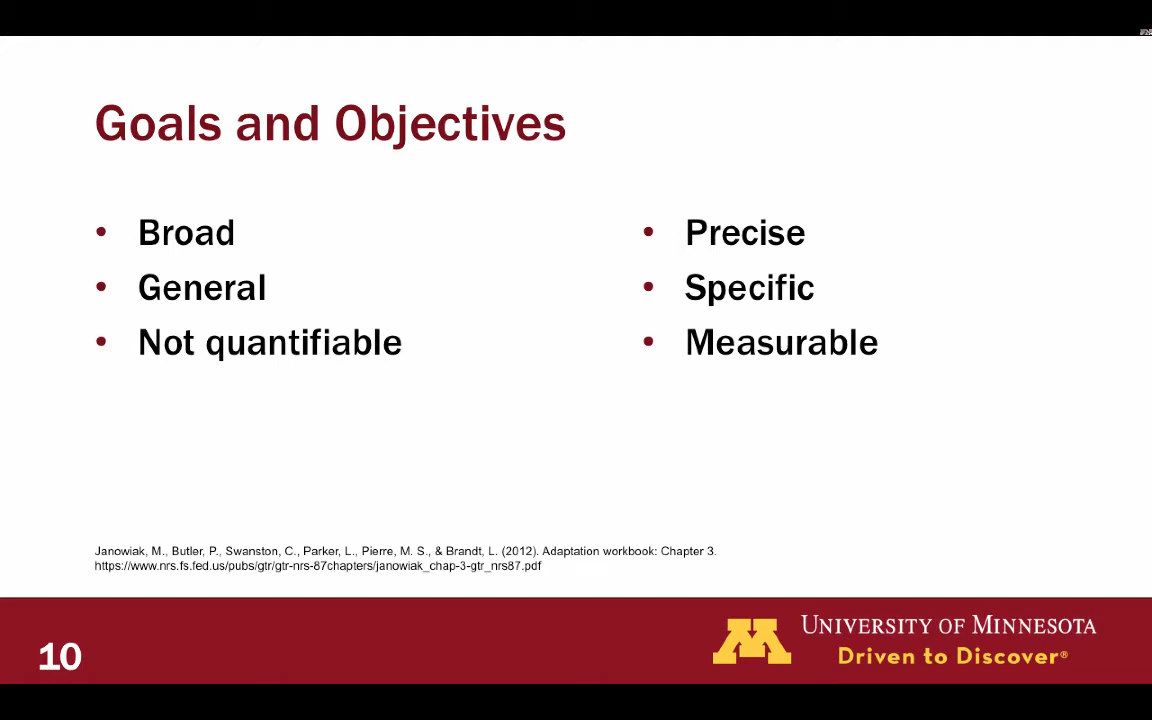 Goals and Objectives
• Broad
• General
• Not quantifiable
• Precise
• Specific
• Measurable
Janowiak, M., Butler, P., Swanston, C., Parker, L., Pierre, M. S., & Brandt, L. (2012). Adaptation workbook: Chapter 3.
https://www.nrs.fs.fed.us/pubs/gtr/gtr-nrs-87chapters/janowiak_chap-3-gtr_nrs87.pdf
10
M
UNIVERSITY OF MINNESOTA
Driven to Discover®